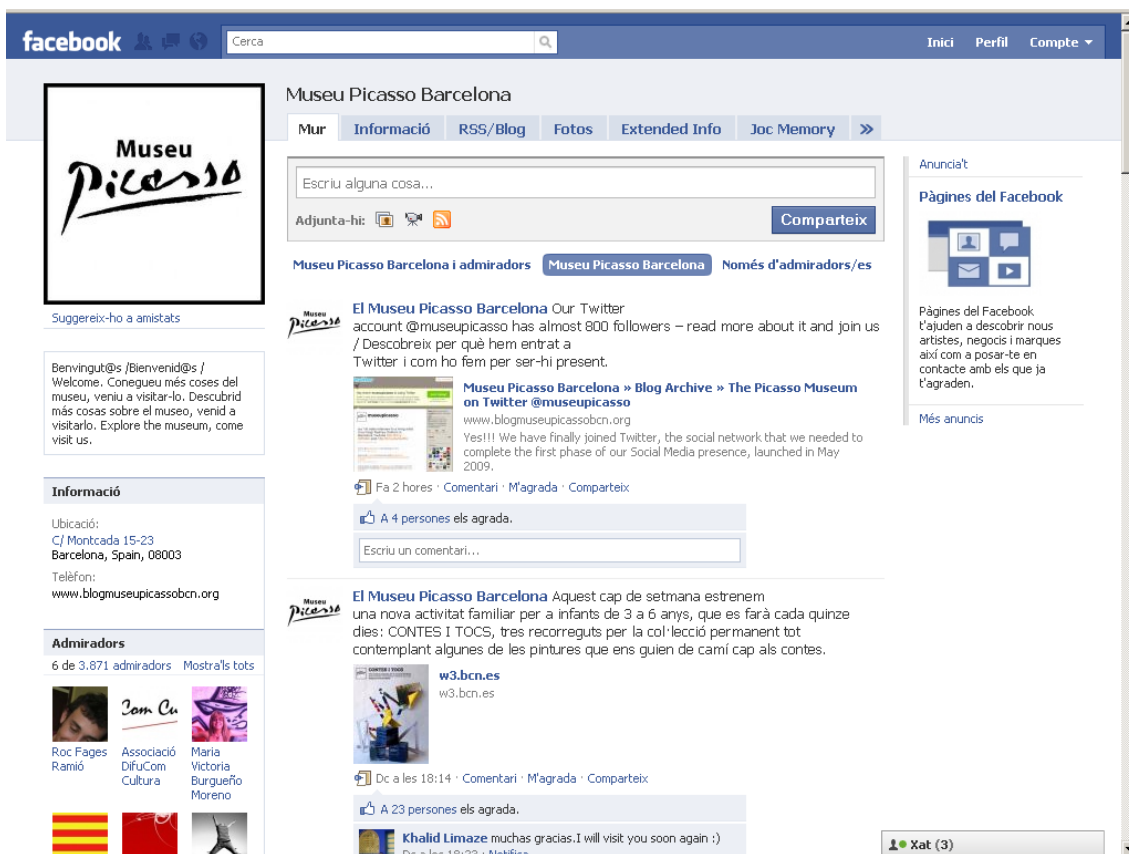 facebook
Cerca
Inici Perfil Compte
Museu
Picasso
Suggereix-ho a amistats
Benvingut@s /Bienvenid@s /
Welcome. Conegueu més coses del
museu, veniu a visitar-lo. Descubrid
más cosas sobre el museo, venid a
visitarlo. Explore the museum, come
visit us.
Informació
Ubicació:
C/ Montcada 15-23
Barcelona, Spain, 08003
Telèfon:
www.blogmuseupicassobcn.org
Admiradors
6 de 3.871 admiradors Mostra'ls tots
Com Cu
Roc Fages
Ramió
Associació
DifuCom
Cultura
Maria
Victoria
Burgueño
Moreno
Museu Picasso Barcelona
Mur Informació RSS/Blog Fotos Extended Info Joc Memory »
Escriu alguna cosa...
Adjunta-hi:
Comparteix
Museu Picasso Barcelona i admiradors Museu Picasso Barcelona Només d'admiradors/es
Museu
Picasso
El Museu Picasso Barcelona Our Twitter
account @museupicasso has almost 800 followers – read more about it and join us
/ Descobreix per què hem entrat a
Twitter i com ho fem per ser-hi present.
Museu Picasso Barcelona » Blog Archive » The Picasso Museum
on Twitter @museupicasso
www.blogmuseupicassobcn.org
Yes!!! We have finally joined Twitter, the social network that we needed to
complete the first phase of our Social Media presence, launched in May
2009.
Fa 2 hores · Comentari · M'agrada · Comparteix
A 4 persones els agrada.
Escriu un comentari...
Museu
Picasso
El Museu Picasso Barcelona Aquest cap de setmana estrenem
una nova activitat familiar per a infants de 3 a 6 anys, que es farà cada quinze
dies: CONTES I TOCS, tres recorreguts per la col·lecció permanent tot
contemplant algunes de les pintures que ens guien de camí cap als contes.
CONTES I TOCS
w3.bcn.es
w3.bcn.es
Dc a les 18:14 · Comentari · M'agrada · Comparteix
A 23 persones els agrada.
Khalid Limaze muchas gracias.I will visit you soon again :)
Anuncia't
Pàgines del Facebook
Pàgines del Facebook
t'ajuden a descobrir nous
artistes, negocis i marques
així com a posar-te en
contacte amb els que ja
t'agraden.
Més anuncis
Xat (3)